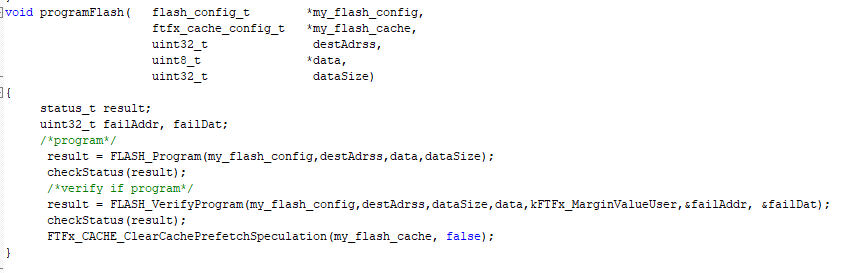 void programFlash(   flash_config_t       *my_flash_config,
                     ftfx_cache_config_t  *my_flash_cache,
                     uint32_t              destAdrss,
                     uint8_t              *data,
                     uint32_t              dataSize)
{
     status_t result;
     uint32_t failAddr, failDat;
     /*program*/
      result = FLASH_Program(my_flash_config,destAdrss,data,dataSize);
      checkStatus(result);
      /*verify if program*/
      result = FLASH_VerifyProgram(my_flash_config,destAdrss,dataSize,data,kFTFx_MarginValueUser,&failAddr, &failDat);
      checkStatus(result);
      FTFx_CACHE_ClearCachePrefetchSpeculation(my_flash_cache, false);
}